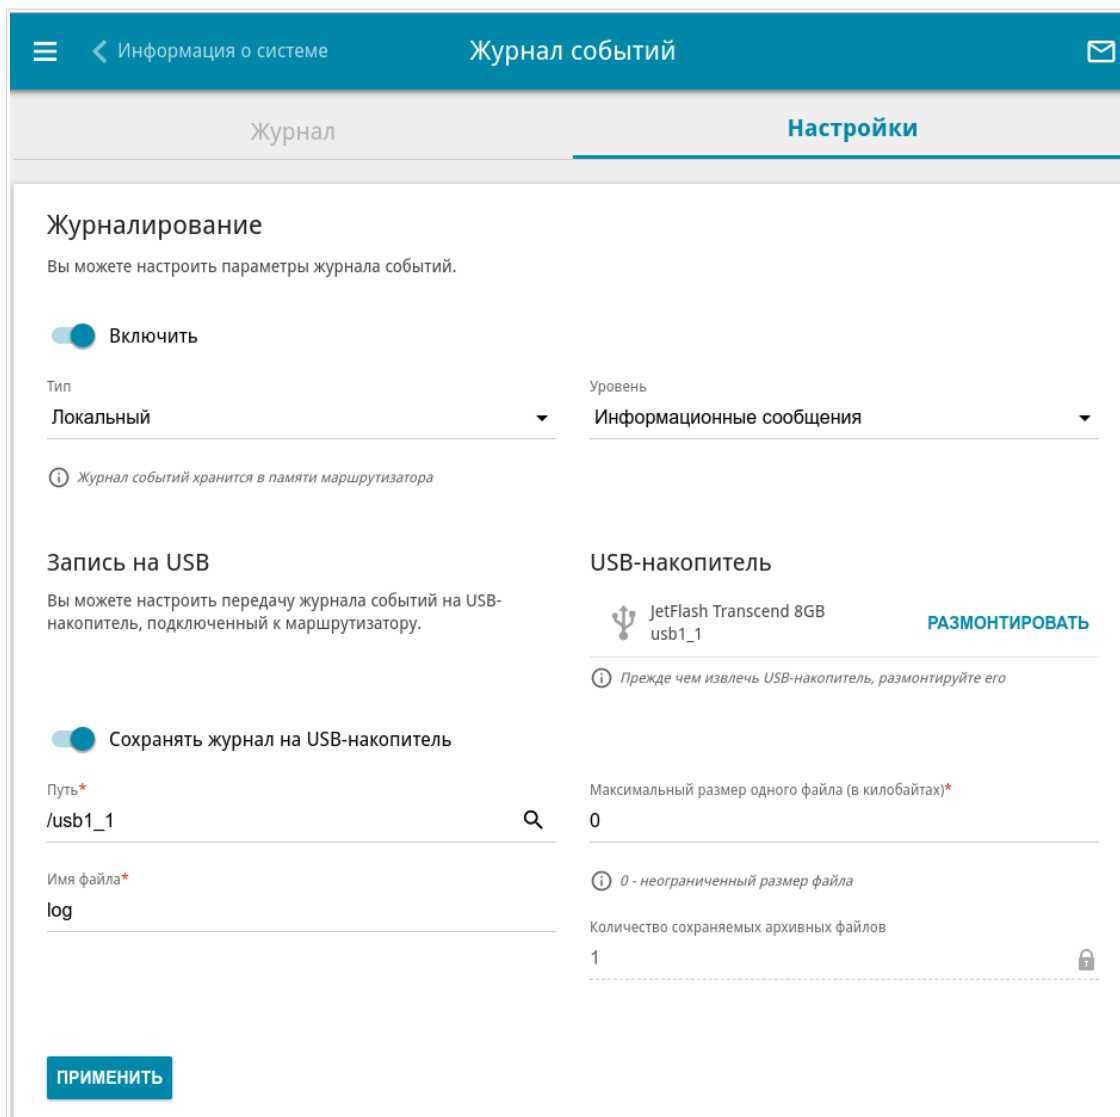 Информация о системе
Журнал событий
Журнал
Настройки
Журналирование
Вы можете настроить параметры журнала событий.
Включить
Тип
Локальный
Уровень
Информационные сообщения
Журнал событий хранится в памяти маршрутизатора
Запись на USB
Вы можете настроить передачу журнала событий на USB-
накопитель, подключенный к маршрутизатору.
USB-накопитель
JetFlash Transcend 8GB
usb1_1
РАЗМОНТИРОВАТЬ
Прежде чем извлечь USB-накопитель, размонтируйте его
Сохранять журнал на USB-накопитель
Путь*
/usb1_1
Максимальный размер одного файла (в килобайтах)*
0
Имя файла*
log
0 - неограниченный размер файла
Количество сохраняемых архивных файлов
1
ПРИМЕНИТЬ